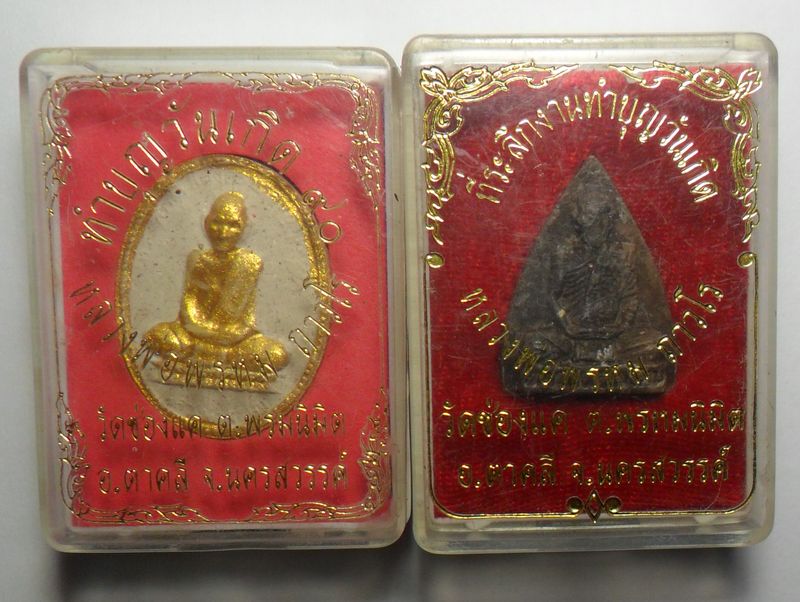 ทำบุญวันเกิด ๙๐
หลวงพ่อพรหม ถาวโร
วัดช่องแค ต.พรมนิมิต
อ.ตาคลี จ.นครสวรรค์
ที่ระลึกงานทำบุญวันเกิด
หลวงพ่อพรหม ถาวโร
วัดช่องแค ต.พรหมนิมิต
อ.ตาคลี จ.นครสวรรค์